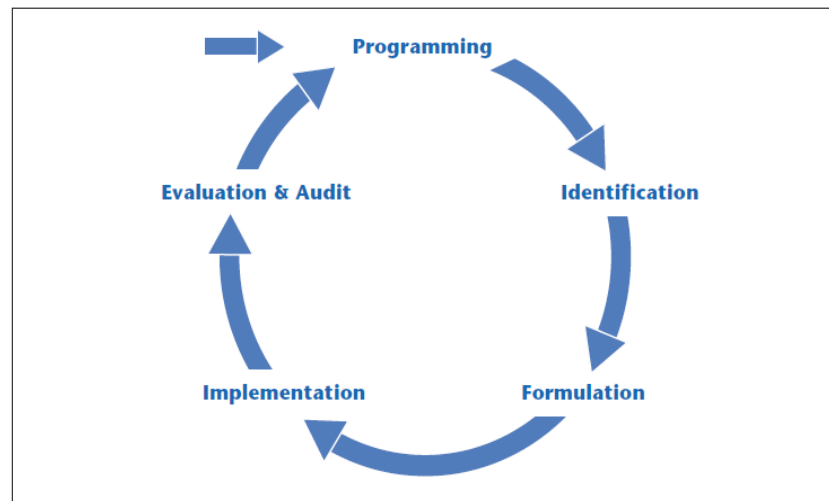 Programming
Identification
Formulation
Implementation
Evaluation & Audit